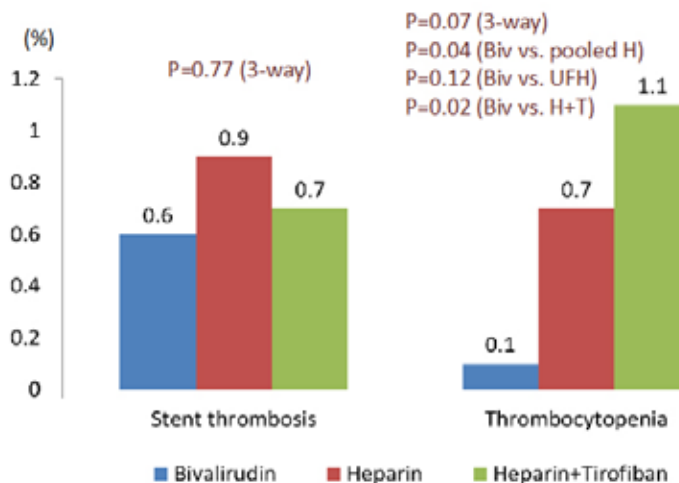 (%)
P=0.77 (3-way)
P=0.07 (3-way)
P=0.04 (Biv vs. pooled H)
P=0.12 (Biv vs. UFH)
P=0.02 (Biv vs. H+T)
1.2
1
0.8
0.6
0.4
0.2
0
0.6
0.9
0.7
0.1
0.7
1.1
Stent thrombosis
Thrombocytopenia
Bivalirudin
Heparin
Heparin+Tirofiban